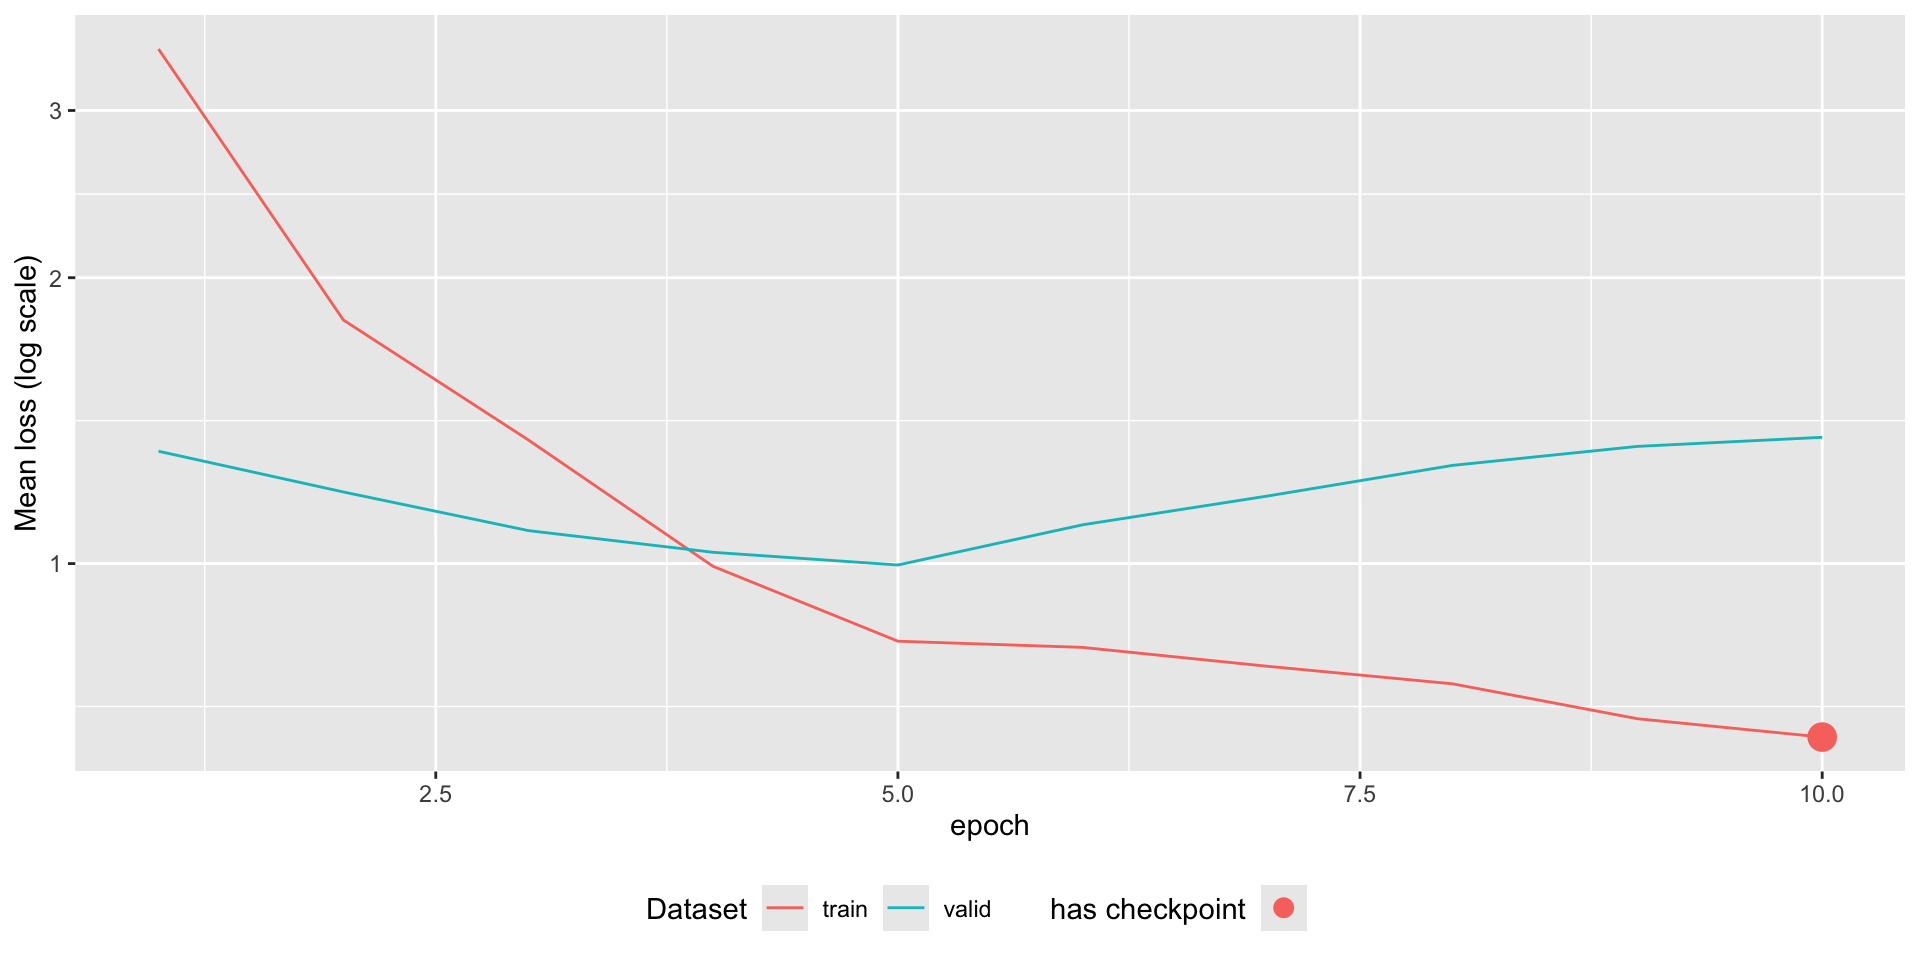 3
2
1
Mean loss (log scale)
2.5 5.0 7.5 10.0
epoch
Dataset train valid has checkpoint